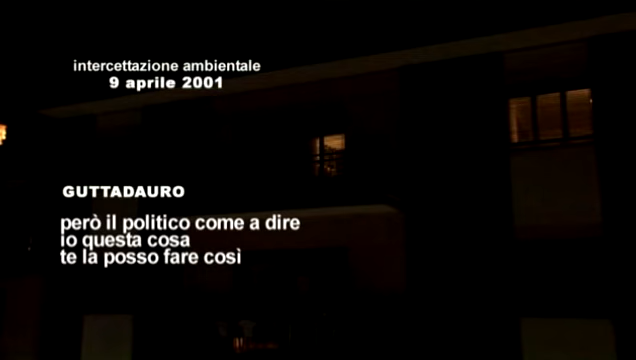 intercettazione ambientale
9 aprile 2001
GUTTADAURO
però il politico come a dire
io questa cosa
te la posso fare così